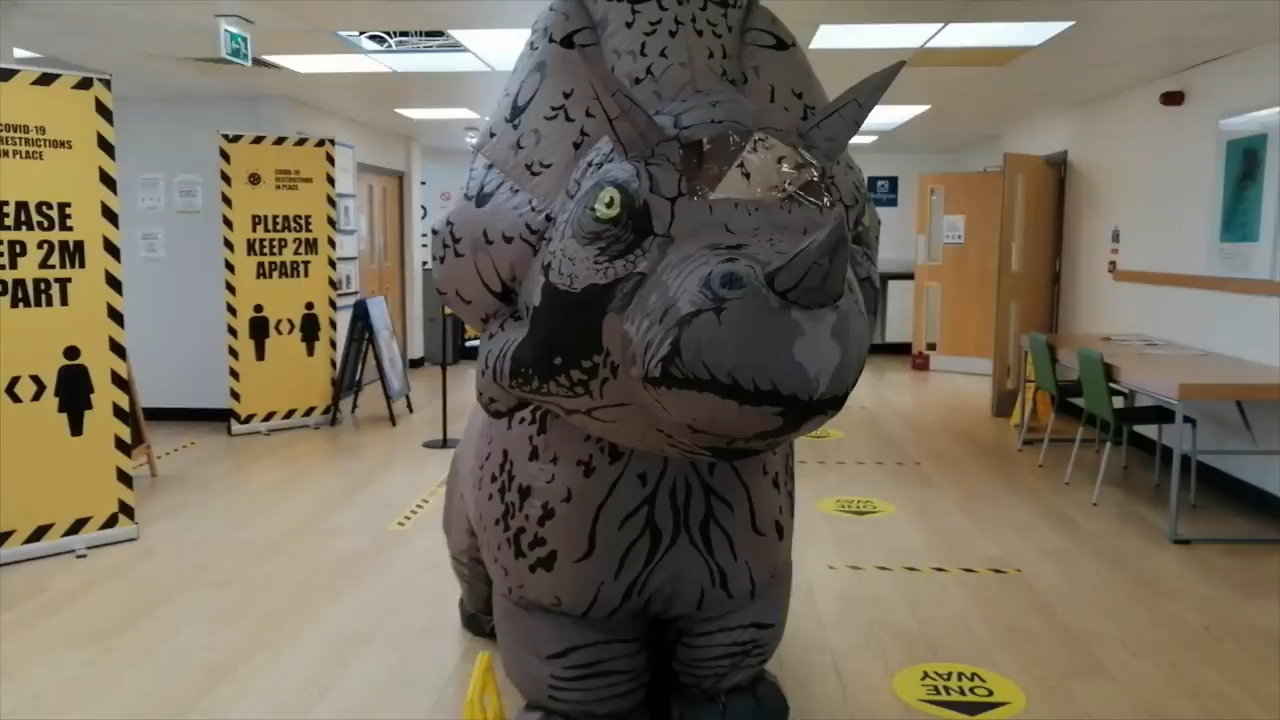 COVID-19
RESTRICTIONS
IN PLACE
EASE
EP 2M
PART
COVID-19
RESTRICTIONS
IN PLACE
PLEASE
KEEP 2M
APART
ONE
WAY
ONE
WAY